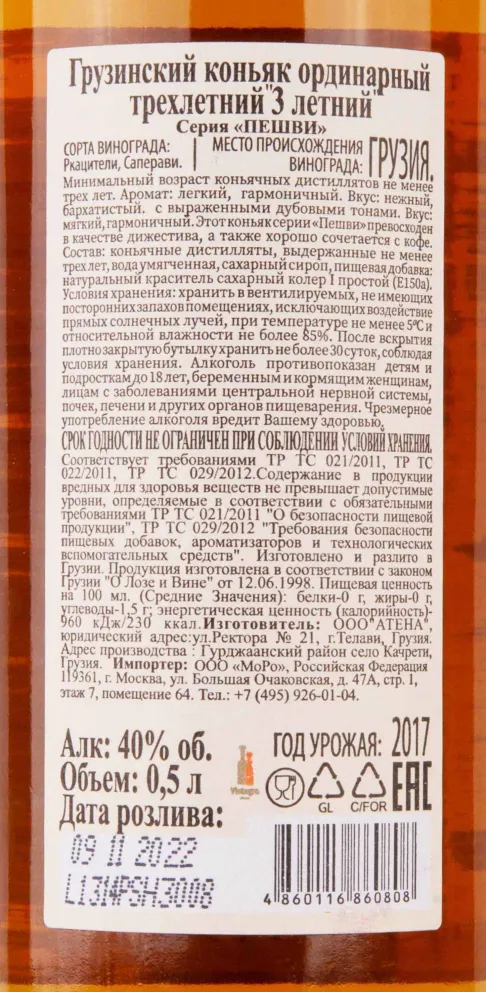 Грузинский коньяк ординарный
трехлетний "3 летний"
Серия «ПЕШВИ»
СОРТА ВИНОГРАДА:
Ркацители, Саперави.
МЕСТО ПРОИСХОЖДЕНИЯ
ВИНОГРАДА: ГРУЗИЯ.
Минимальный возраст коньячных дистиллятов не менее
трех лет. Аромат: легкий, гармоничный. Вкус: нежный,
бархатистый. с выраженными дубовыми тонами. Вкус:
мягкий, гармоничный. Этот коньяк серии «Пешви» превосходен
в качестве дижестива, а также хорошо сочетается с кофе.
Состав: коньячные дистилляты, выдержанные не менее
трех лет, вода умягченная, сахарный сироп, пищевая добавка:
натуральный краситель сахарный колер I простой (Е150а).
Условия хранения: хранить в вентилируемых, не имеющих
посторонних запахов помещениях, исключающих воздействие
прямых солнечных лучей, при температуре не менее 5ºС и
относительной влажности не более 85%. После вскрытия
плотно закрытую бутылку хранить не более 30 суток, соблюдая
условия хранения. Алкоголь противопоказан детям и
подросткам до 18 лет, беременным и кормящим женщинам,
лицам с заболеваниями центральной нервной системы,
почек, печени и других органов пищеварения. Чрезмерное
употребление алкоголя вредит Вашему здоровью.
СРОК ГОДНОСТИ НЕ ОГРАНИЧЕН ПРИ СОБЛЮДЕНИИ УСЛОВИЙ ХРАНЕНИЯ.
Соответствует требованиями ТР ТС 021/2011, ТР ТС
022/2011, ТР ТС 029/2012.Содержание в продукции
вредных для здоровья веществ не превышает допустимые
уровни, определяемые в соответствии с обязательными
требованиями ТР ТС 021/2011 "О безопасности пищевой
продукции", ТР ТС 029/2012 "Требования безопасности
пищевых добавок, ароматизаторов и технологических
вспомогательных средств". Изготовлено и разлито в
Грузии. Продукция изготовлена в соответствии с законом
Грузии "О Лозе и Вине" от 12.06.1998. Пищевая ценность
на 100 мл. (Средние Значения): белки-0 г, жиры-0 г,
углеводы-1,5 г; энергетическая ценность (калорийность)-
960 кДж/230 ккал.Изготовитель: ООО"АТЕНА",
юридический адрес:ул.Ректора № 21, г.Телави, Грузия.
Адрес производства : Гурджаанский район село Качрети,
Грузия. Импортер: ООО «МоРо», Российская Федерация
119361, г. Москва, ул. Большая Очаковская, д. 47А, стр. 1,
этаж 7, помещение 64. Тел.: +7 (495) 926-01-04.
Алк: 40% об.
Объем: 0,5 л
Дата розлива:
09 11 2022
L13MPSH3008
Vintagro
ГОД УРОЖАЯ: 2017
GL
C/FOR
EAC
4 860116 860808